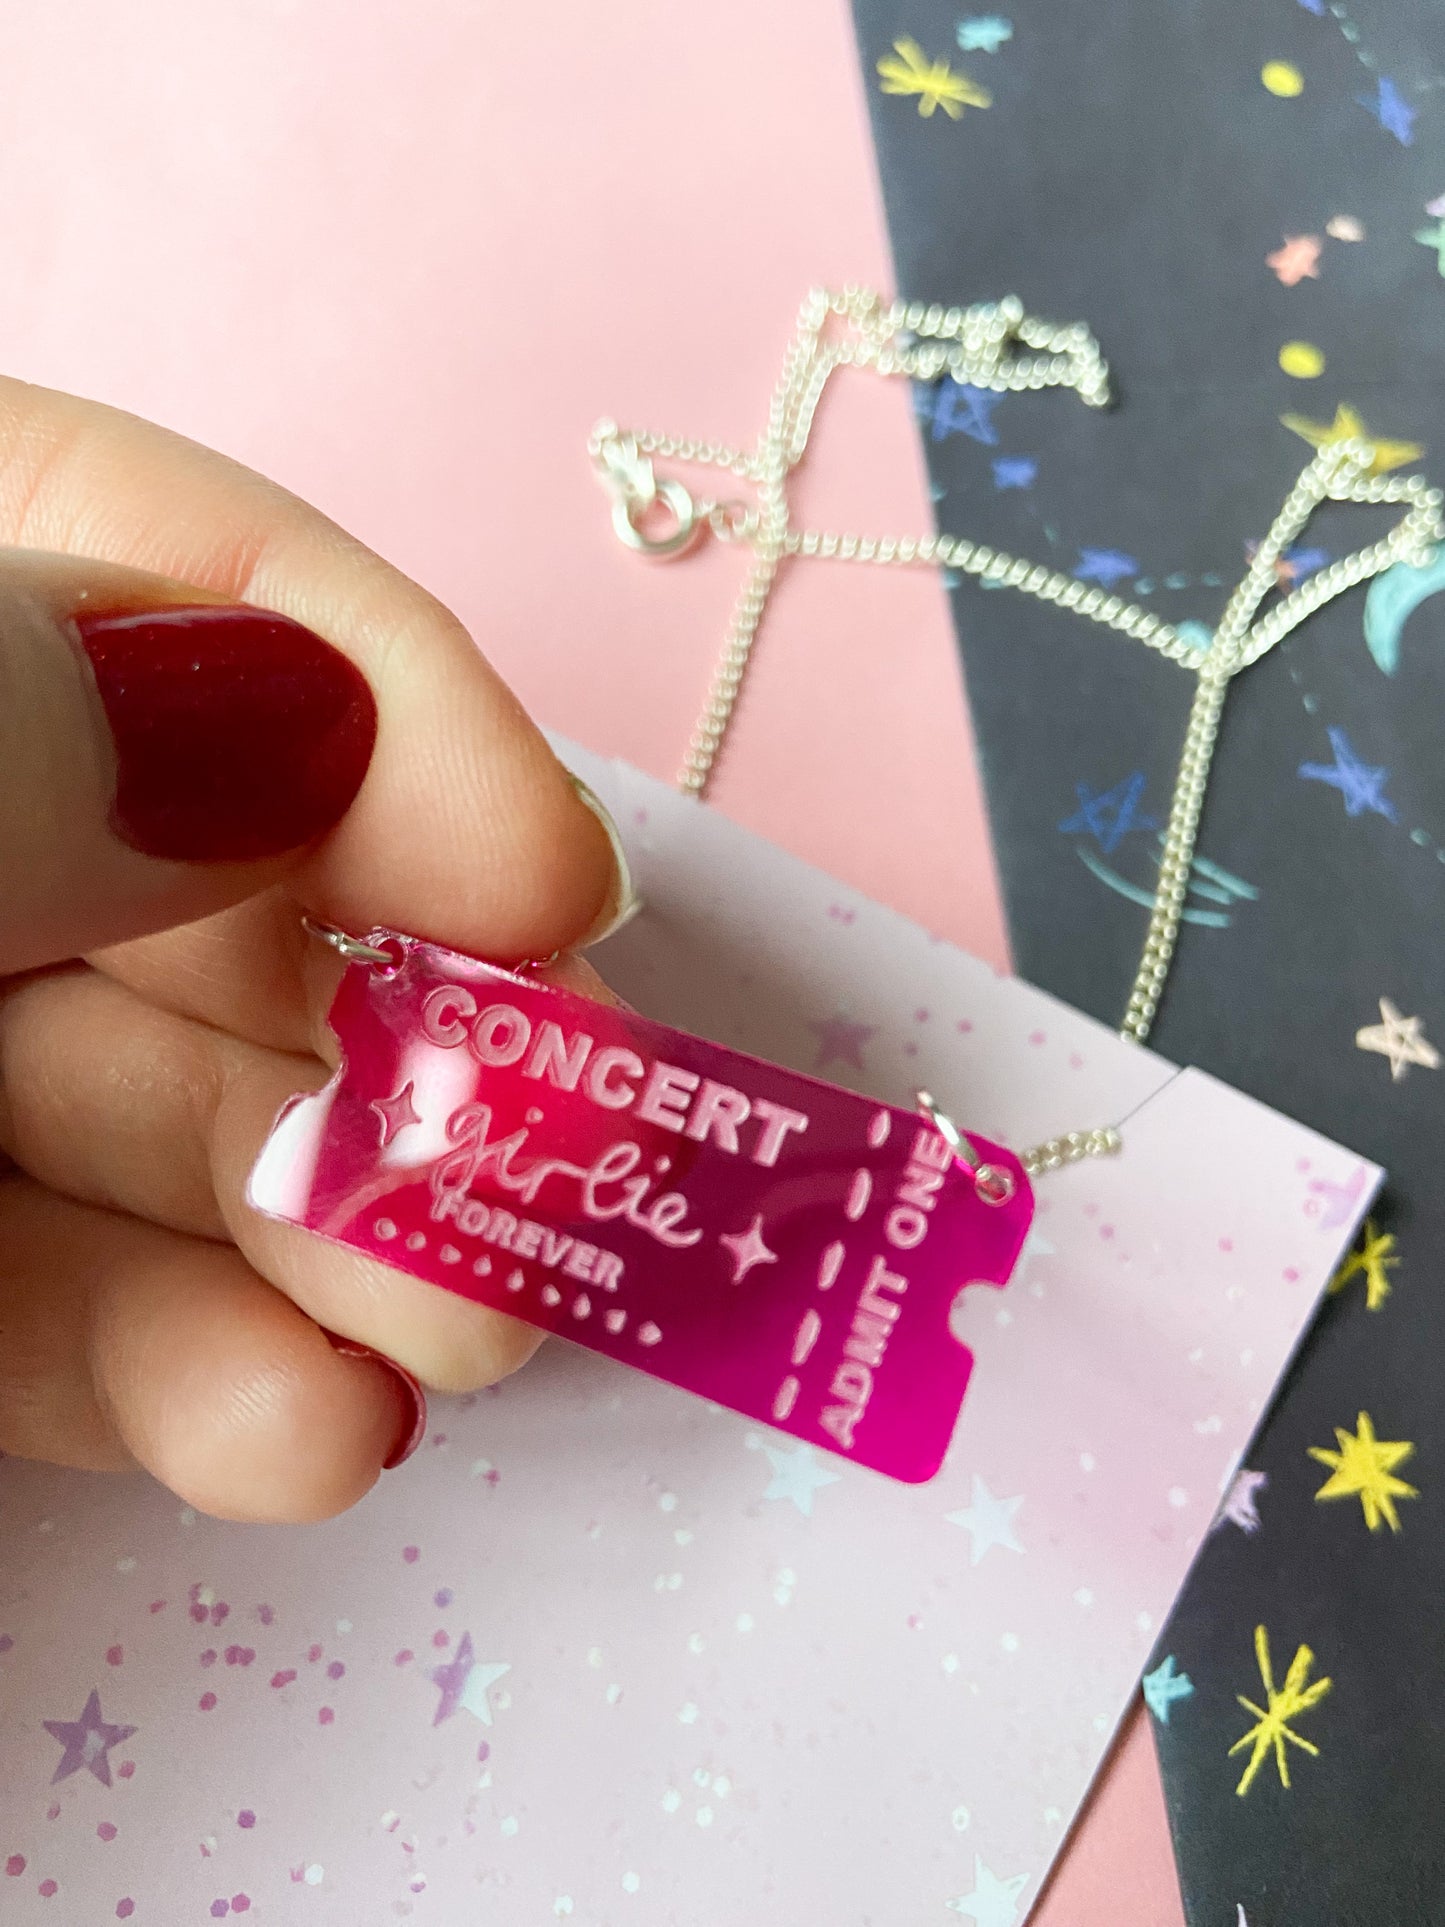 CONCERT
girlie
FOREVER
ADMIT ONE